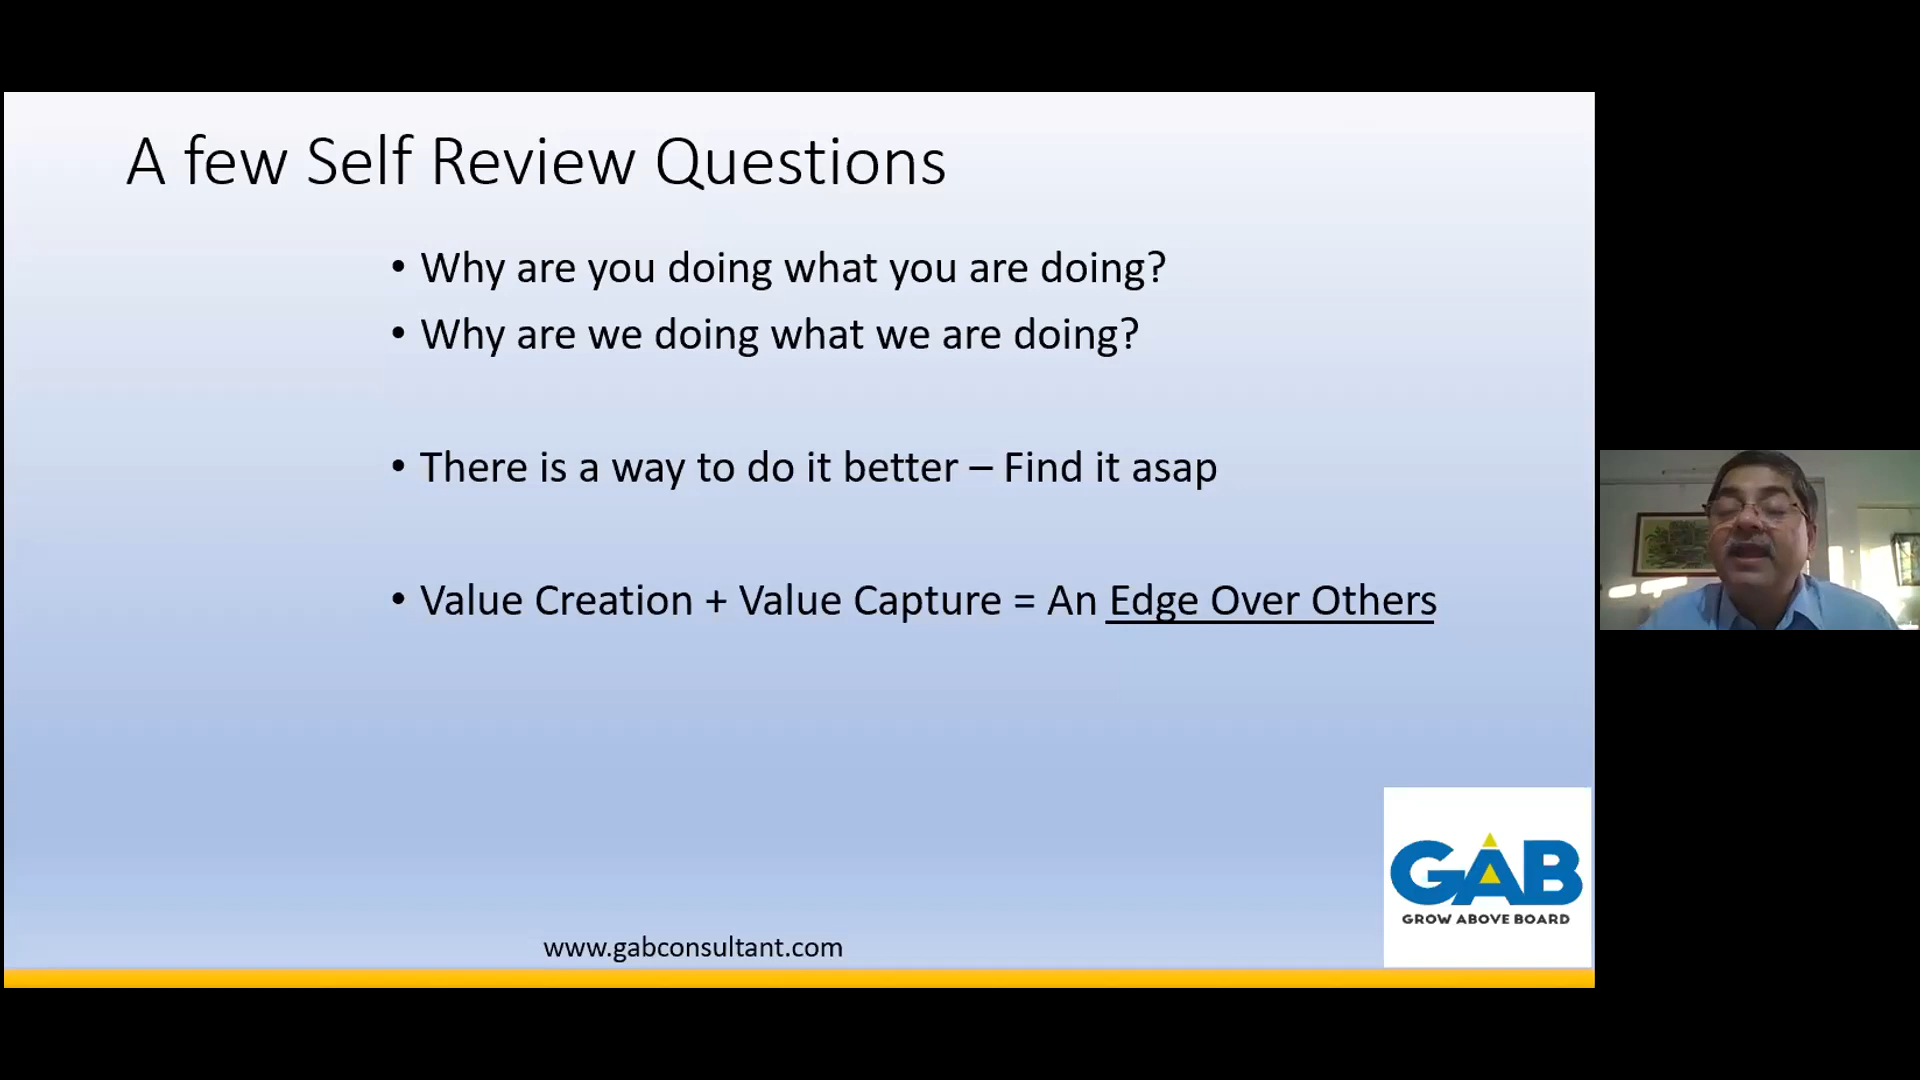 A few Self Review Questions
• Why are you doing what you are doing?
• Why are we doing what we are doing?
• There is a way to do it better – Find it asap
• Value Creation + Value Capture = An Edge Over Others
GAB
GROW ABOVE BOARD
www.gabconsultant.com